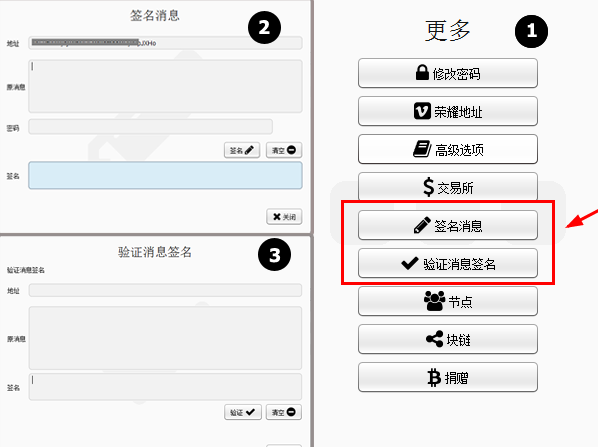 签名消息
2
地址
JXHo
原消息
密码
签名
清空
签名
关闭
验证消息签名
3
验证消息签名
地址
原消息
签名
验证
清空
更多
1
修改密码
荣耀地址
高级选项
$交易所
签名消息
验证消息签名
节点
块链
捐赠